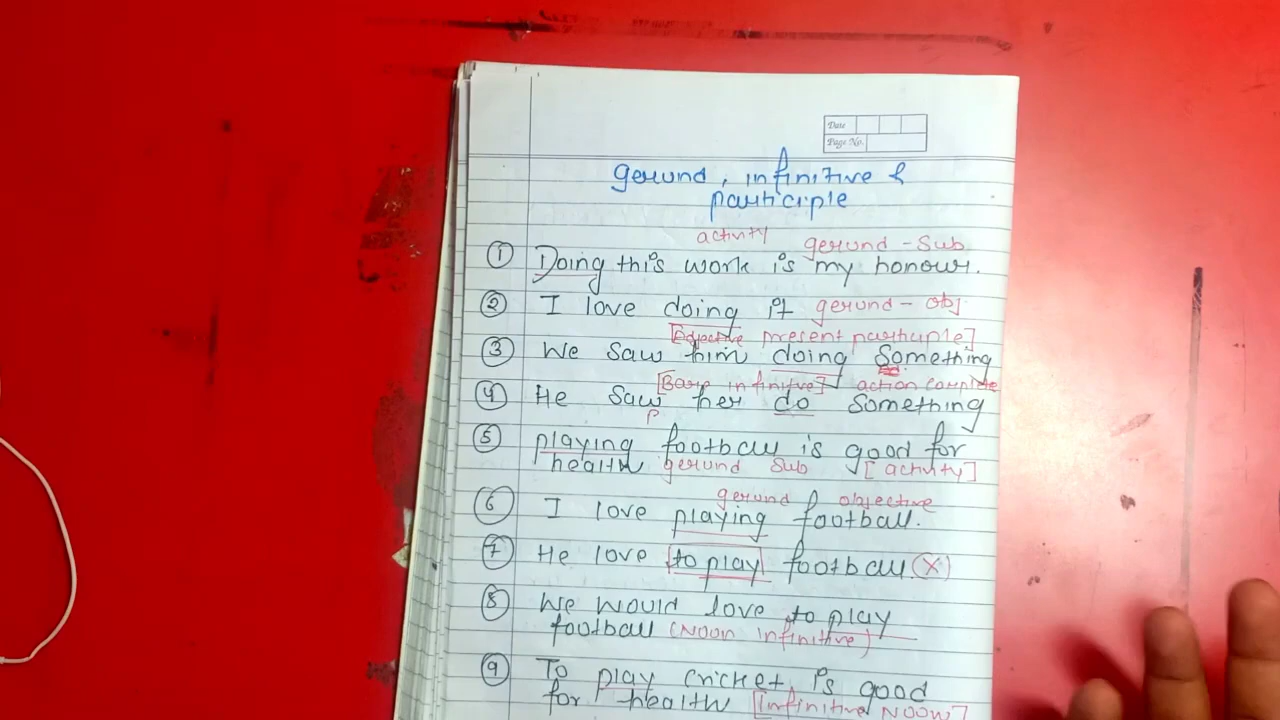 Date
Page No.
gerund, infinitive &
participle
activity gerund - Sub
① Doing this work is my honour.
② I love doing it gerund - obj
[Adjective present participle]
③ We saw him doing something
[Bare infinitive] action complete
④ He saw her do something
P
⑤ playing football is good for
health gerund sub [activity]
gerund objective
⑥ I love playing football.
⑦ He love to play football. (X)
⑧ We would love to play
football (Noun infinitive)
⑨ To play cricket is good
for health [infinitive Noun]